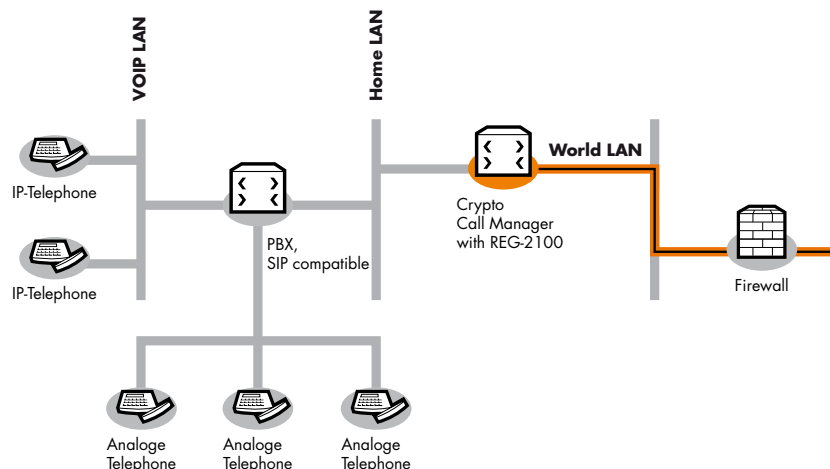 VOIP LAN
Home LAN
World LAN
IP-Telephone
Crypto
Call Manager
with REG-2100
PBX,
SIP compatible
IP-Telephone
Firewall
Analoge
Telephone
Analoge
Telephone
Analoge
Telephone